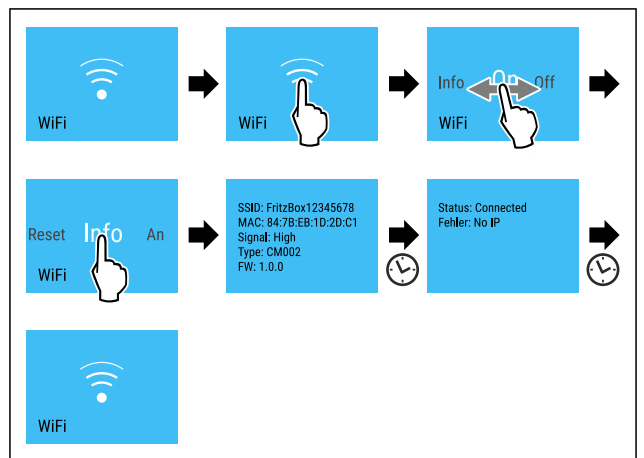 WiFi
WiFi
Info On Off
WiFi
Reset Info An
WiFi
SSID: FritzBox12345678
MAC: 84:7B:EB:1D:2D:C1
Signal: High
Type: CM002
FW: 1.0.0
Status: Connected
Fehler: No IP
WiFi